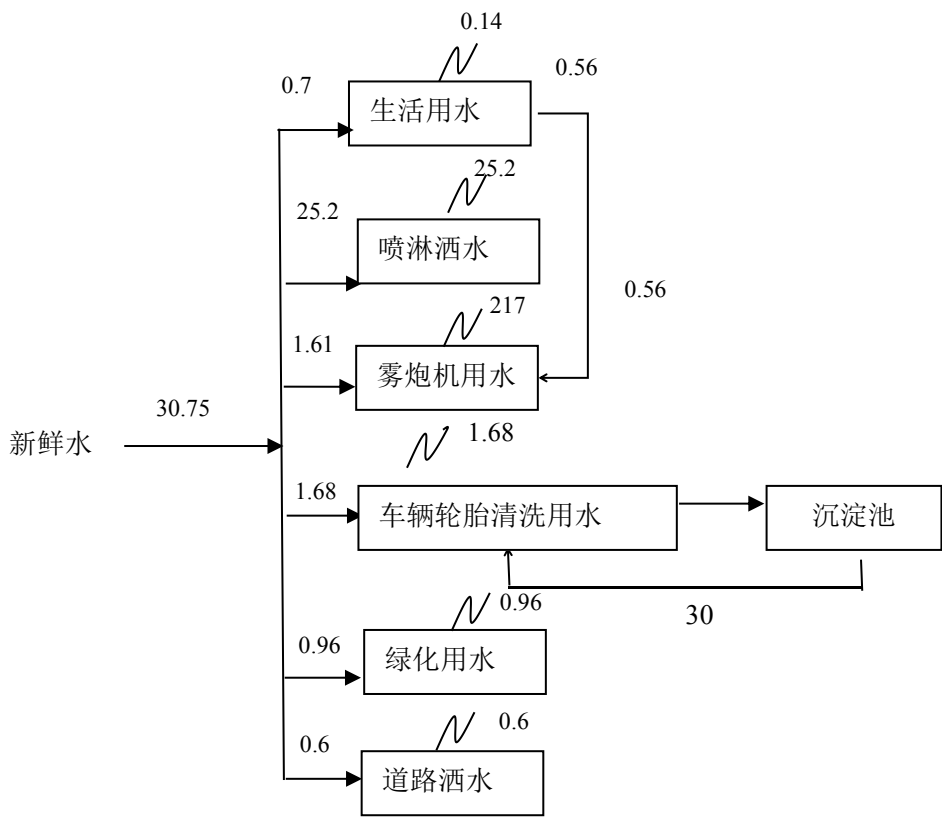 0.14
0.7
0.56
生活用水
25.2
25.2
喷淋洒水
0.56
217
1.61
雾炮机用水
30.75
新鲜水
1.68
1.68
车辆轮胎清洗用水
沉淀池
30
0.96
0.96
绿化用水
0.6
0.6
道路洒水